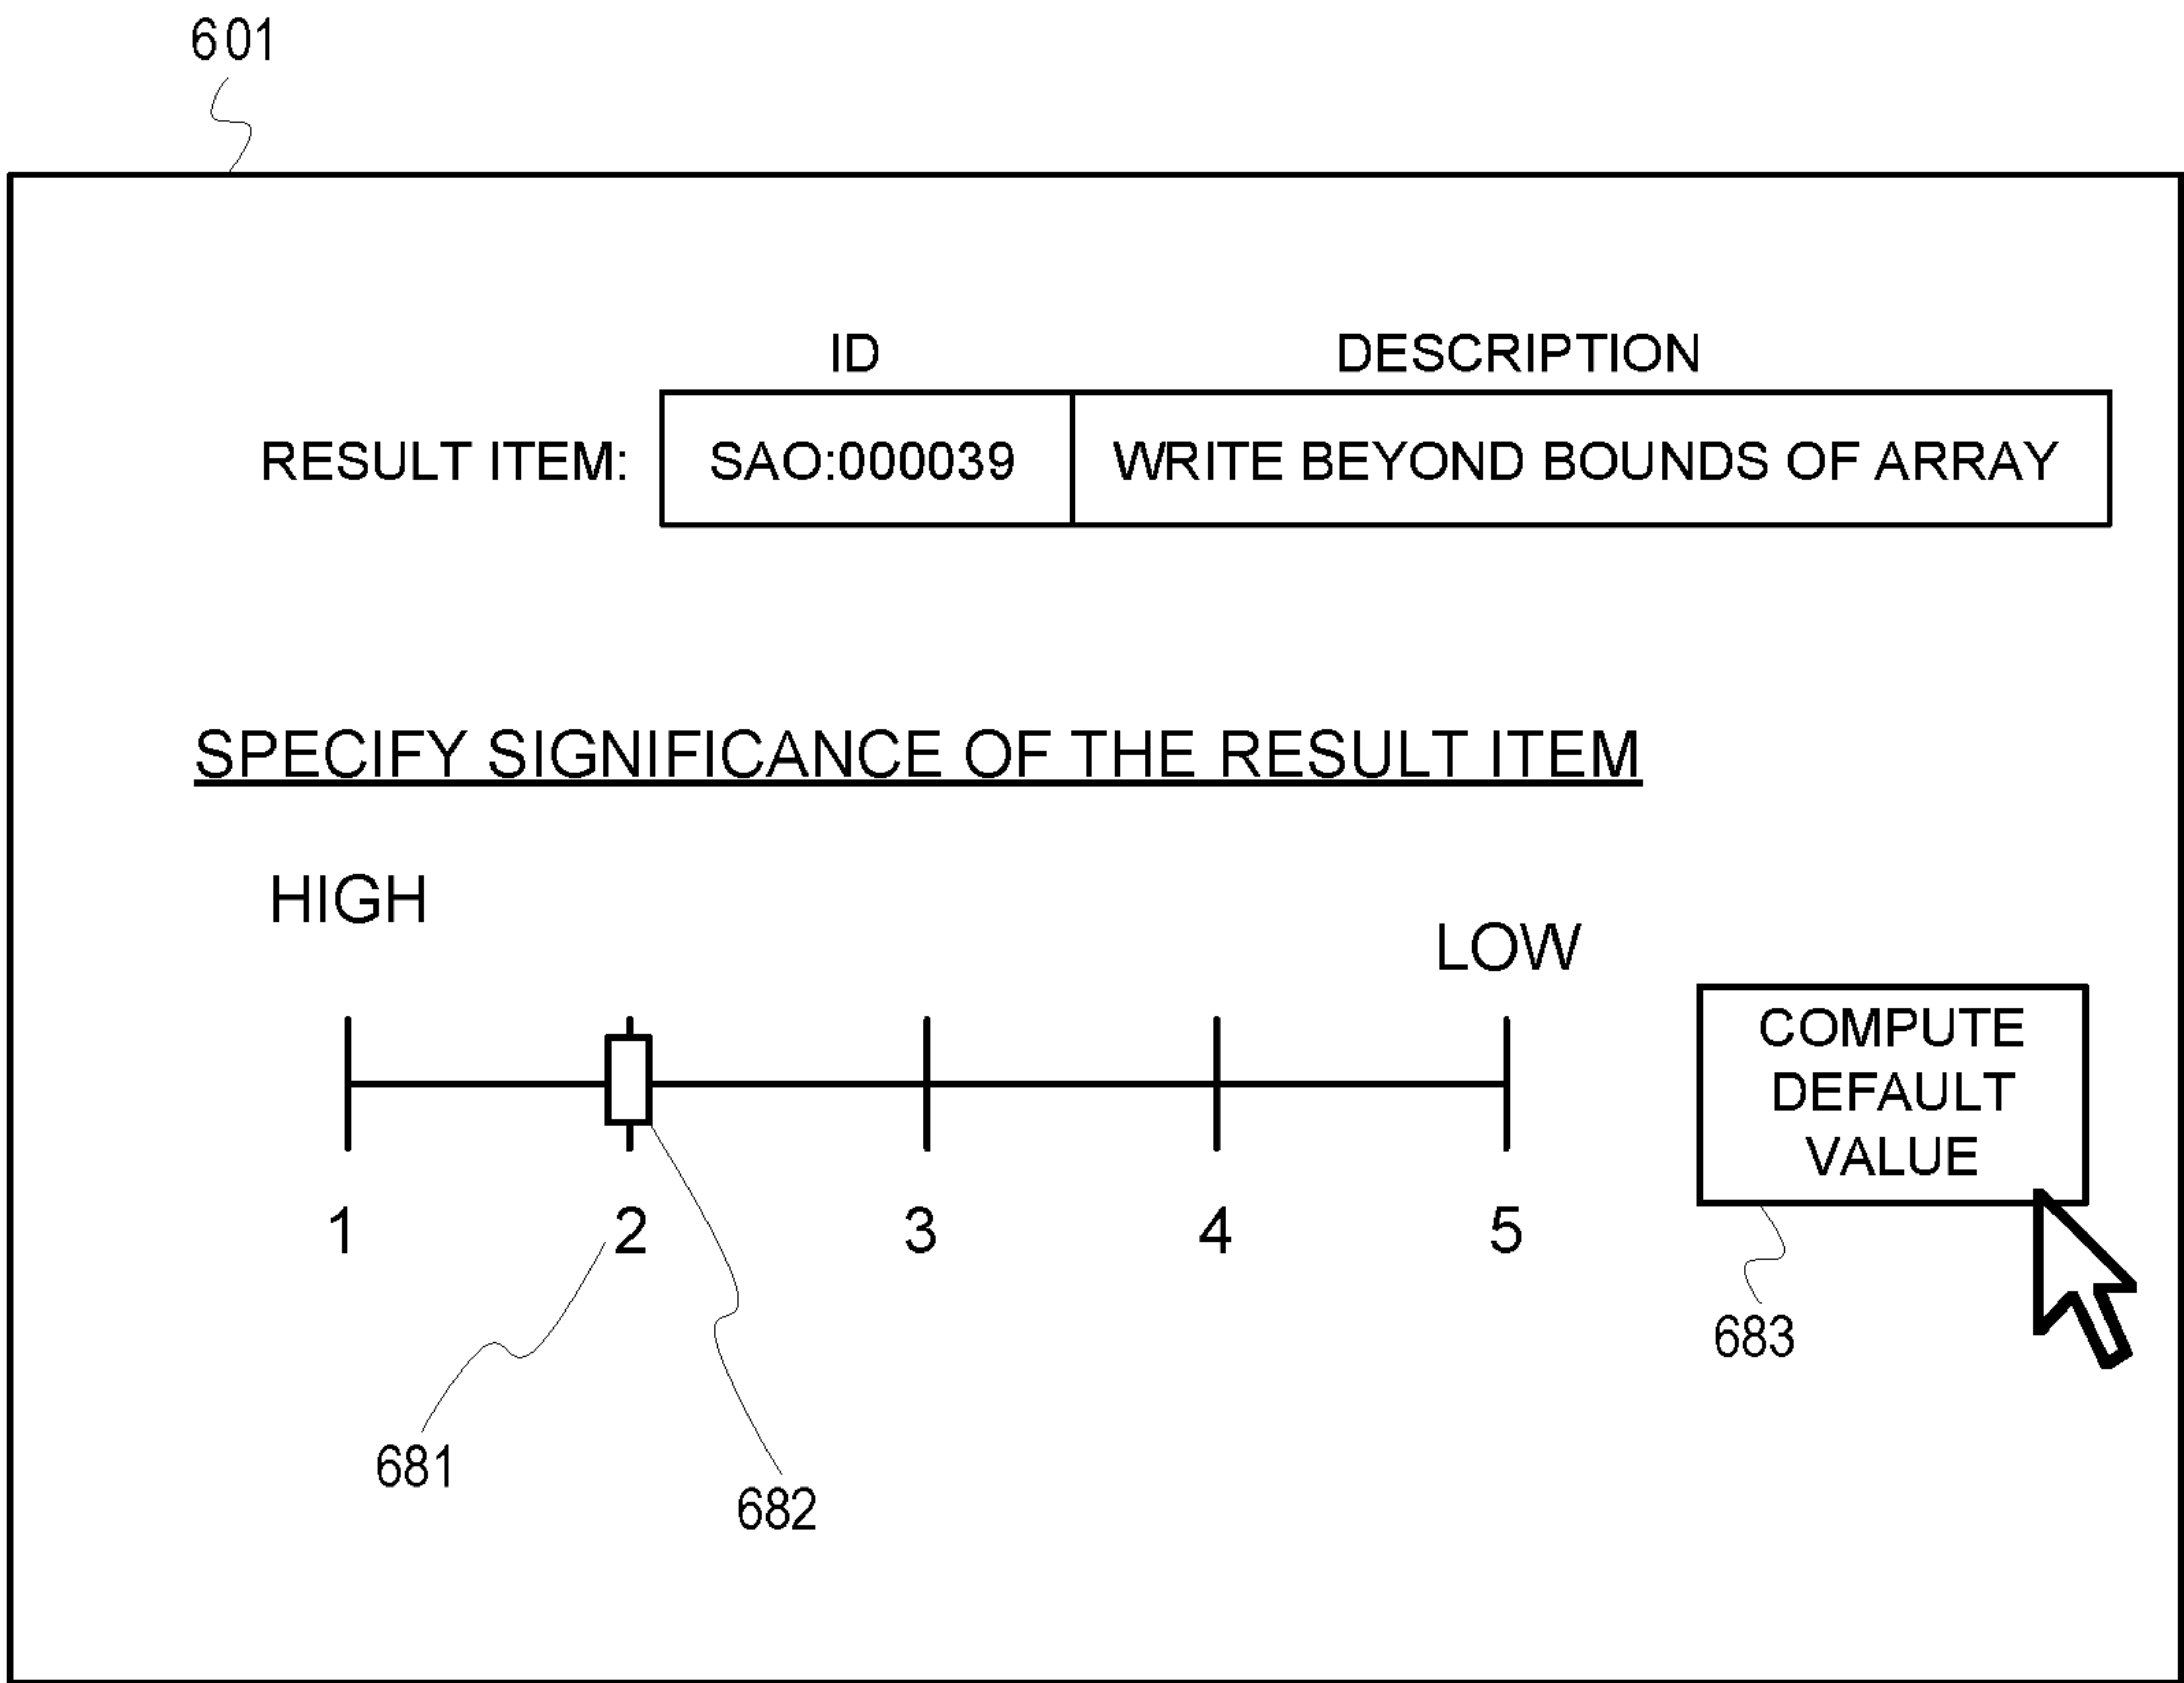 601
ID DESCRIPTION
RESULT ITEM: SAO:000039 WRITE BEYOND BOUNDS OF ARRAY
SPECIFY SIGNIFICANCE OF THE RESULT ITEM
HIGH
LOW
COMPUTE
DEFAULT
VALUE
1 2 3 4 5
683
681
682